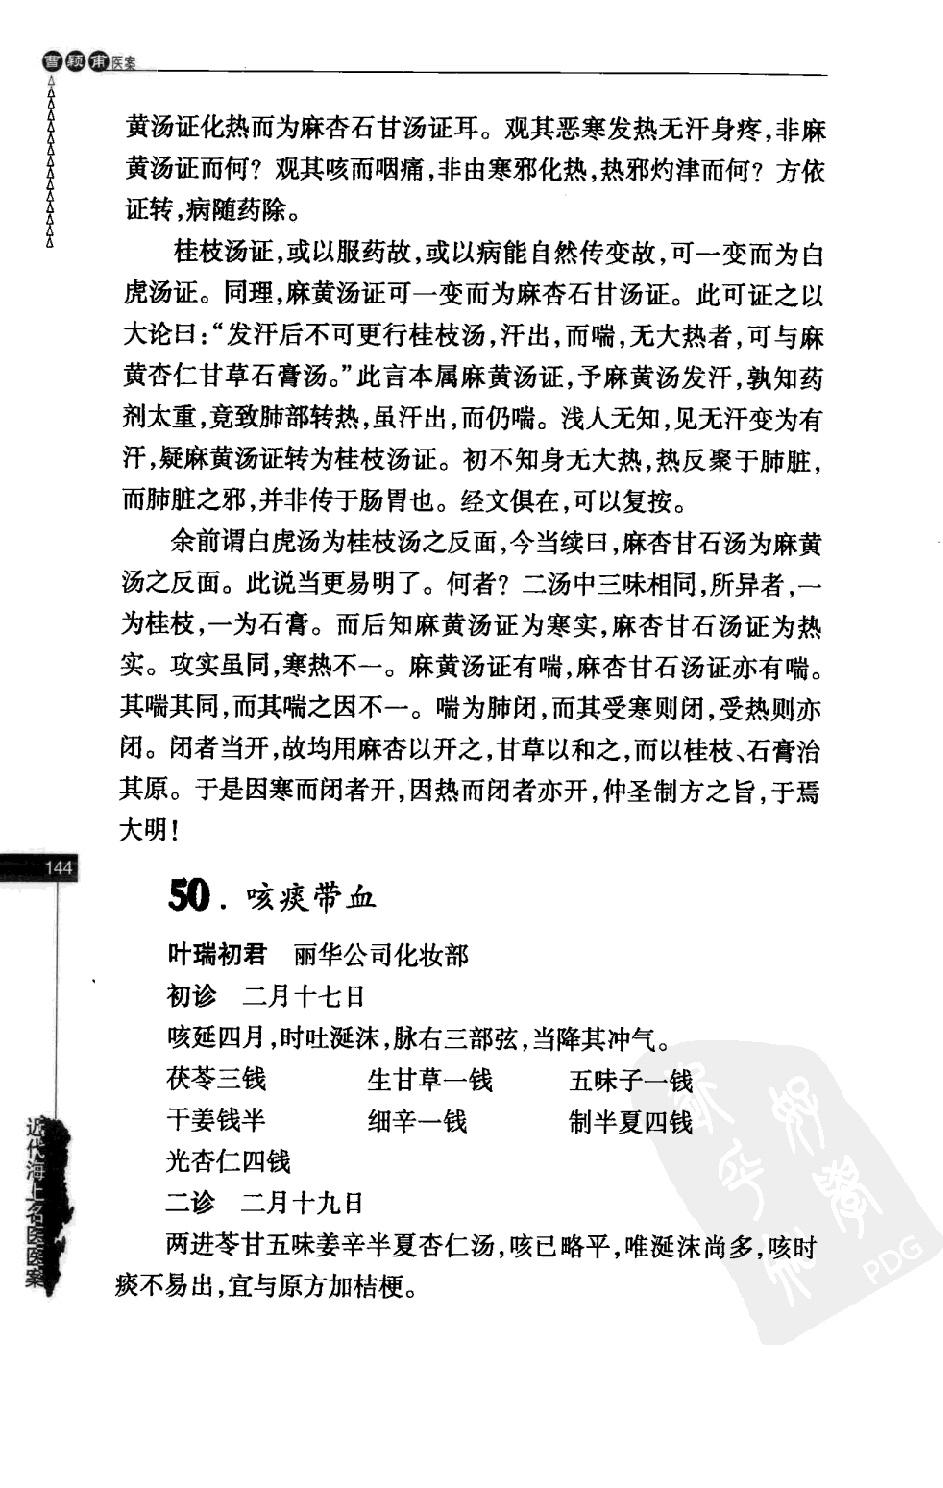 曹颖甫医案
黄汤证化热而为麻杏石甘汤证耳。观其恶寒发热无汗身疼,非麻
黄汤证而何？观其咳而咽痛,非由寒邪化热,热邪灼津而何？方依
证转,病随药除。
桂枝汤证,或以服药故,或以病能自然传变故,可一变而为白
虎汤证。同理,麻黄汤证可一变而为麻杏石甘汤证。此可证之以
大论曰:“发汗后不可更行桂枝汤,汗出,而喘,无大热者,可与麻
黄杏仁甘草石膏汤。”此言本属麻黄汤证,予麻黄汤发汗,孰知药
剂太重,竟致肺部转热,虽汗出,而仍喘。浅人无知,见无汗变为有
汗,疑麻黄汤证转为桂枝汤证。初不知身无大热,热反聚于肺脏,
而肺脏之邪,并非传于肠胃也。经文俱在,可以复按。
余前谓白虎汤为桂枝汤之反面,今当续曰,麻杏甘石汤为麻黄
汤之反面。此说当更易明了。何者？二汤中三味相同,所异者,一
为桂枝,一为石膏。而后知麻黄汤证为寒实,麻杏甘石汤证为热
实。攻实虽同,寒热不一。麻黄汤证有喘,麻杏甘石汤证亦有喘。
其喘其同,而其喘之因不一。喘为肺闭,而其受寒则闭,受热则亦
闭。闭者当开,故均用麻杏以开之,甘草以和之,而以桂枝、石膏治
其原。于是因寒而闭者开,因热而闭者亦开,仲圣制方之旨,于焉
大明！
144
50. 咳痰带血
叶瑞初君 丽华公司化妆部
初诊 二月十七日
咳延四月,时吐涎沫,脉右三部弦,当降其冲气。
茯苓三钱 生甘草一钱 五味子一钱
干姜钱半 细辛一钱 制半夏四钱
光杏仁四钱
二诊 二月十九日
两进苓甘五味姜辛半夏杏仁汤,咳已略平,唯涎沫尚多,咳时
痰不易出,宜与原方加桔梗。
近代海上名医医案
PDG